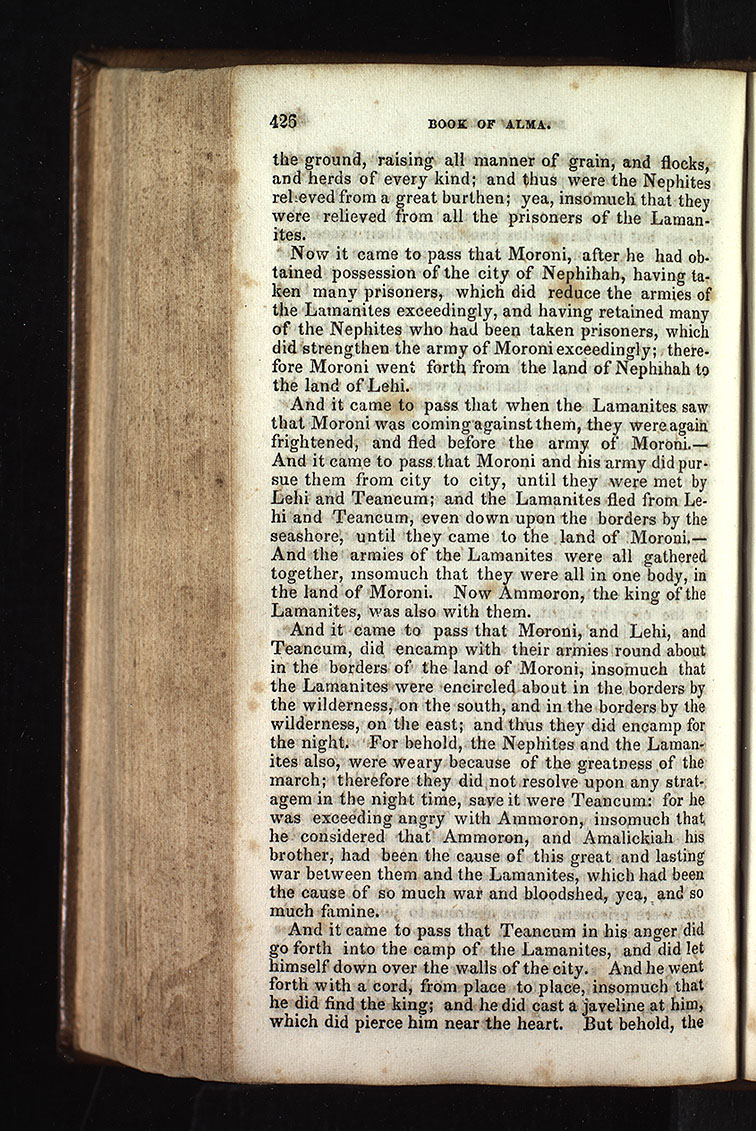 426 BOOK OF ALMA.
the ground, raising all manner of grain, and flocks,
and herds of every kind; and thus were the Nephites
relieved from a great burthen; yea, insomuch that they
were relieved from all the prisoners of the Laman-
ites.
Now it came to pass that Moroni, after he had ob-
tained possession of the city of Nephihah, having ta-
ken many prisoners, which did reduce the armies of
the Lamanites exceedingly, and having retained many
of the Nephites who had been taken prisoners, which
did strengthen the army of Moroni exceedingly; there-
fore Moroni went forth from the land of Nephihah to
the land of Lehi.
And it came to pass that when the Lamanites saw
that Moroni was coming against them, they were again
frightened, and fled before the army of Moroni.—
And it came to pass that Moroni and his army did pur-
sue them from city to city, until they were met by
Lehi and Teancum; and the Lamanites fled from Le-
hi and Teancum, even down upon the borders by the
seashore, until they came to the land of Moroni.—
And the armies of the Lamanites were all gathered
together, insomuch that they were all in one body, in
the land of Moroni. Now Ammoron, the king of the
Lamanites, was also with them.
And it came to pass that Moroni, and Lehi, and
Teancum, did encamp with their armies round about
in the borders of the land of Moroni, insomuch that
the Lamanites were encircled about in the borders by
the wilderness, on the south, and in the borders by the
wilderness, on the east; and thus they did encamp for
the night. For behold, the Nephites and the Laman-
ites also, were weary because of the greatness of the
march; therefore they did not resolve upon any strat-
agem in the night time, save it were Teancum: for he
was exceeding angry with Ammoron, insomuch that
he considered that Ammoron, and Amalickiah his
brother, had been the cause of this great and lasting
war between them and the Lamanites, which had been
the cause of so much war and bloodshed, yea, and so
much famine.
And it came to pass that Teancum in his anger did
go forth into the camp of the Lamanites, and did let
himself down over the walls of the city. And he went
forth with a cord, from place to place, insomuch that
he did find the king; and he did cast a javeline at him,
which did pierce him near the heart. But behold, the